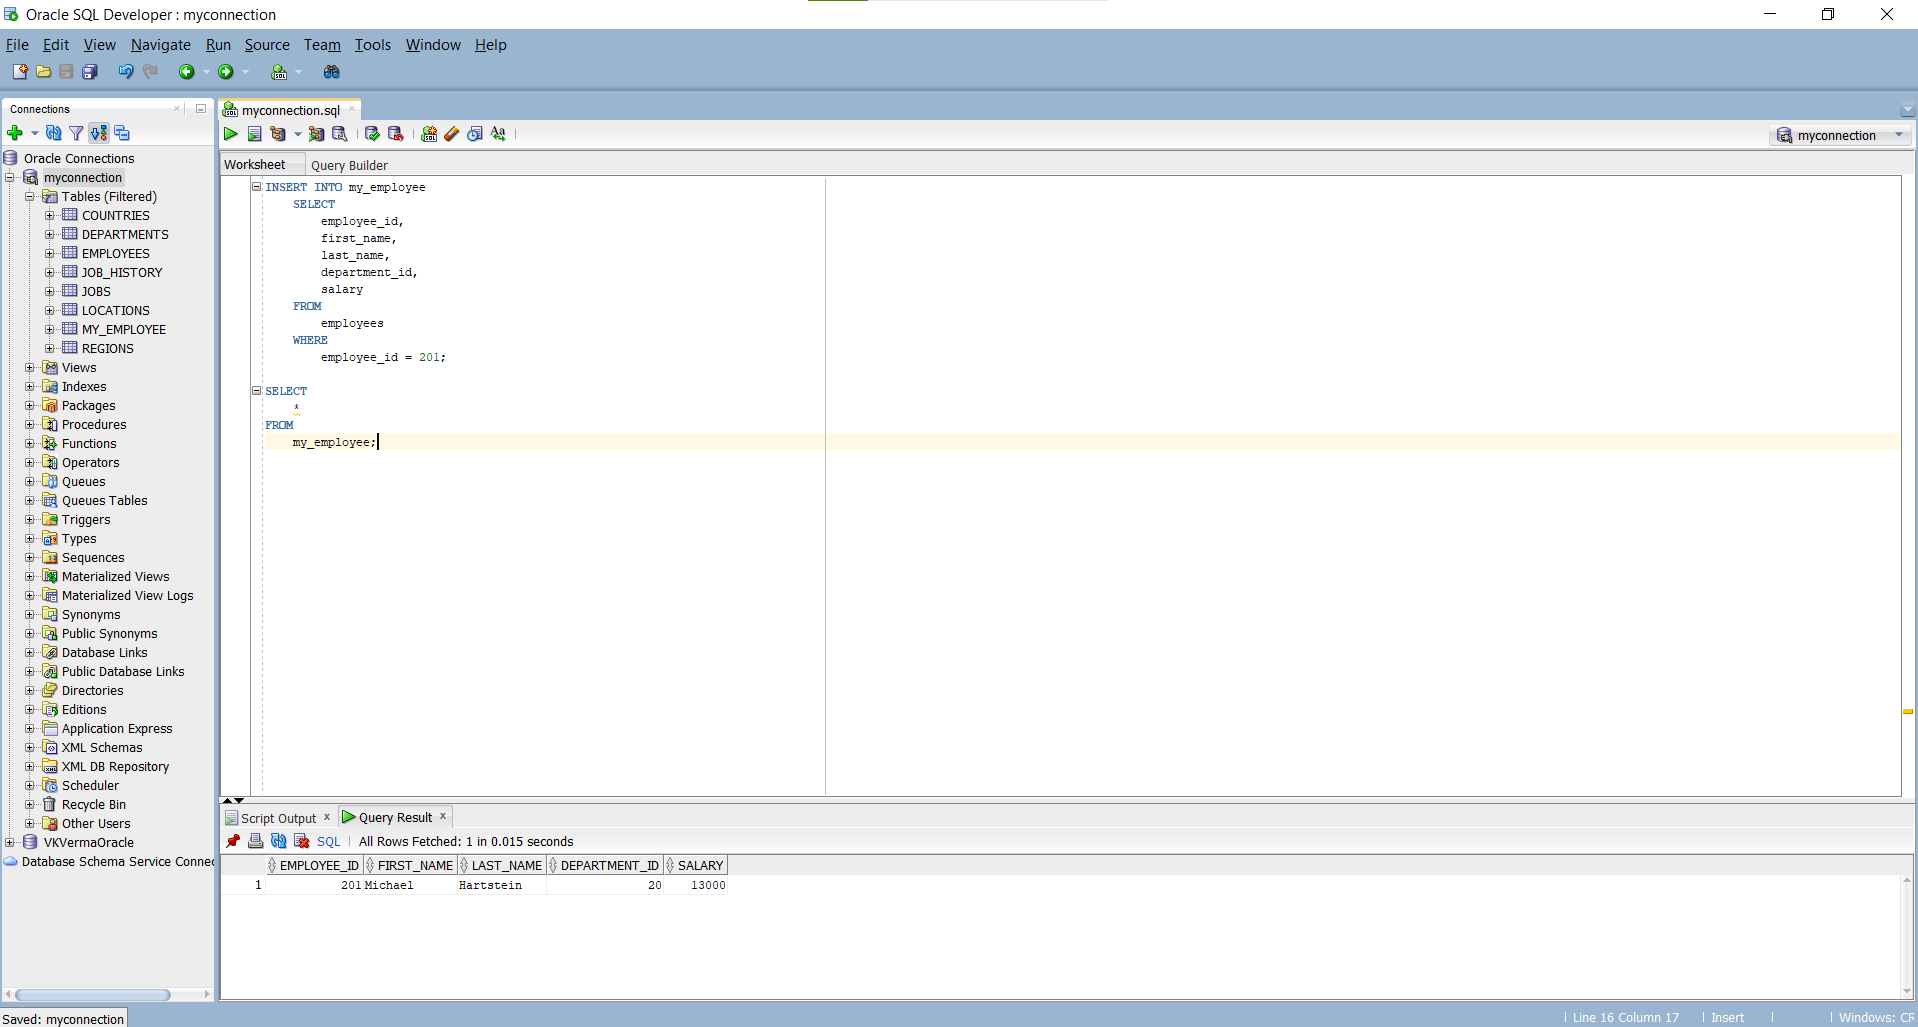 Oracle SQL Developer : myconnection
File Edit View Navigate Run Source Team Tools Window Help
Connections
myconnection.sql
myconnection
Worksheet Query Builder
Oracle Connections
myconnection
Tables (Filtered)
COUNTRIES
DEPARTMENTS
EMPLOYEES
JOB_HISTORY
JOBS
LOCATIONS
MY_EMPLOYEE
REGIONS
Views
Indexes
Packages
Procedures
Functions
Operators
Queues
Queues Tables
Triggers
Types
Sequences
Materialized Views
Materialized View Logs
Synonyms
Public Synonyms
Database Links
Public Database Links
Directories
Editions
Application Express
XML Schemas
XML DB Repository
Scheduler
Recycle Bin
Other Users
VKVermaOracle
Database Schema Service Connec
INSERT INTO my_employee
SELECT
employee_id,
first_name,
last_name,
department_id,
salary
FROM
employees
WHERE
employee_id = 201;
SELECT
*
FROM
my_employee;
Script Output x Query Result x
SQL All Rows Fetched: 1 in 0.015 seconds
EMPLOYEE_ID FIRST_NAME LAST_NAME DEPARTMENT_ID SALARY
1 201 Michael Hartstein 20 13000
Saved: myconnection
Line 16 Column 17 Insert Windows: CR